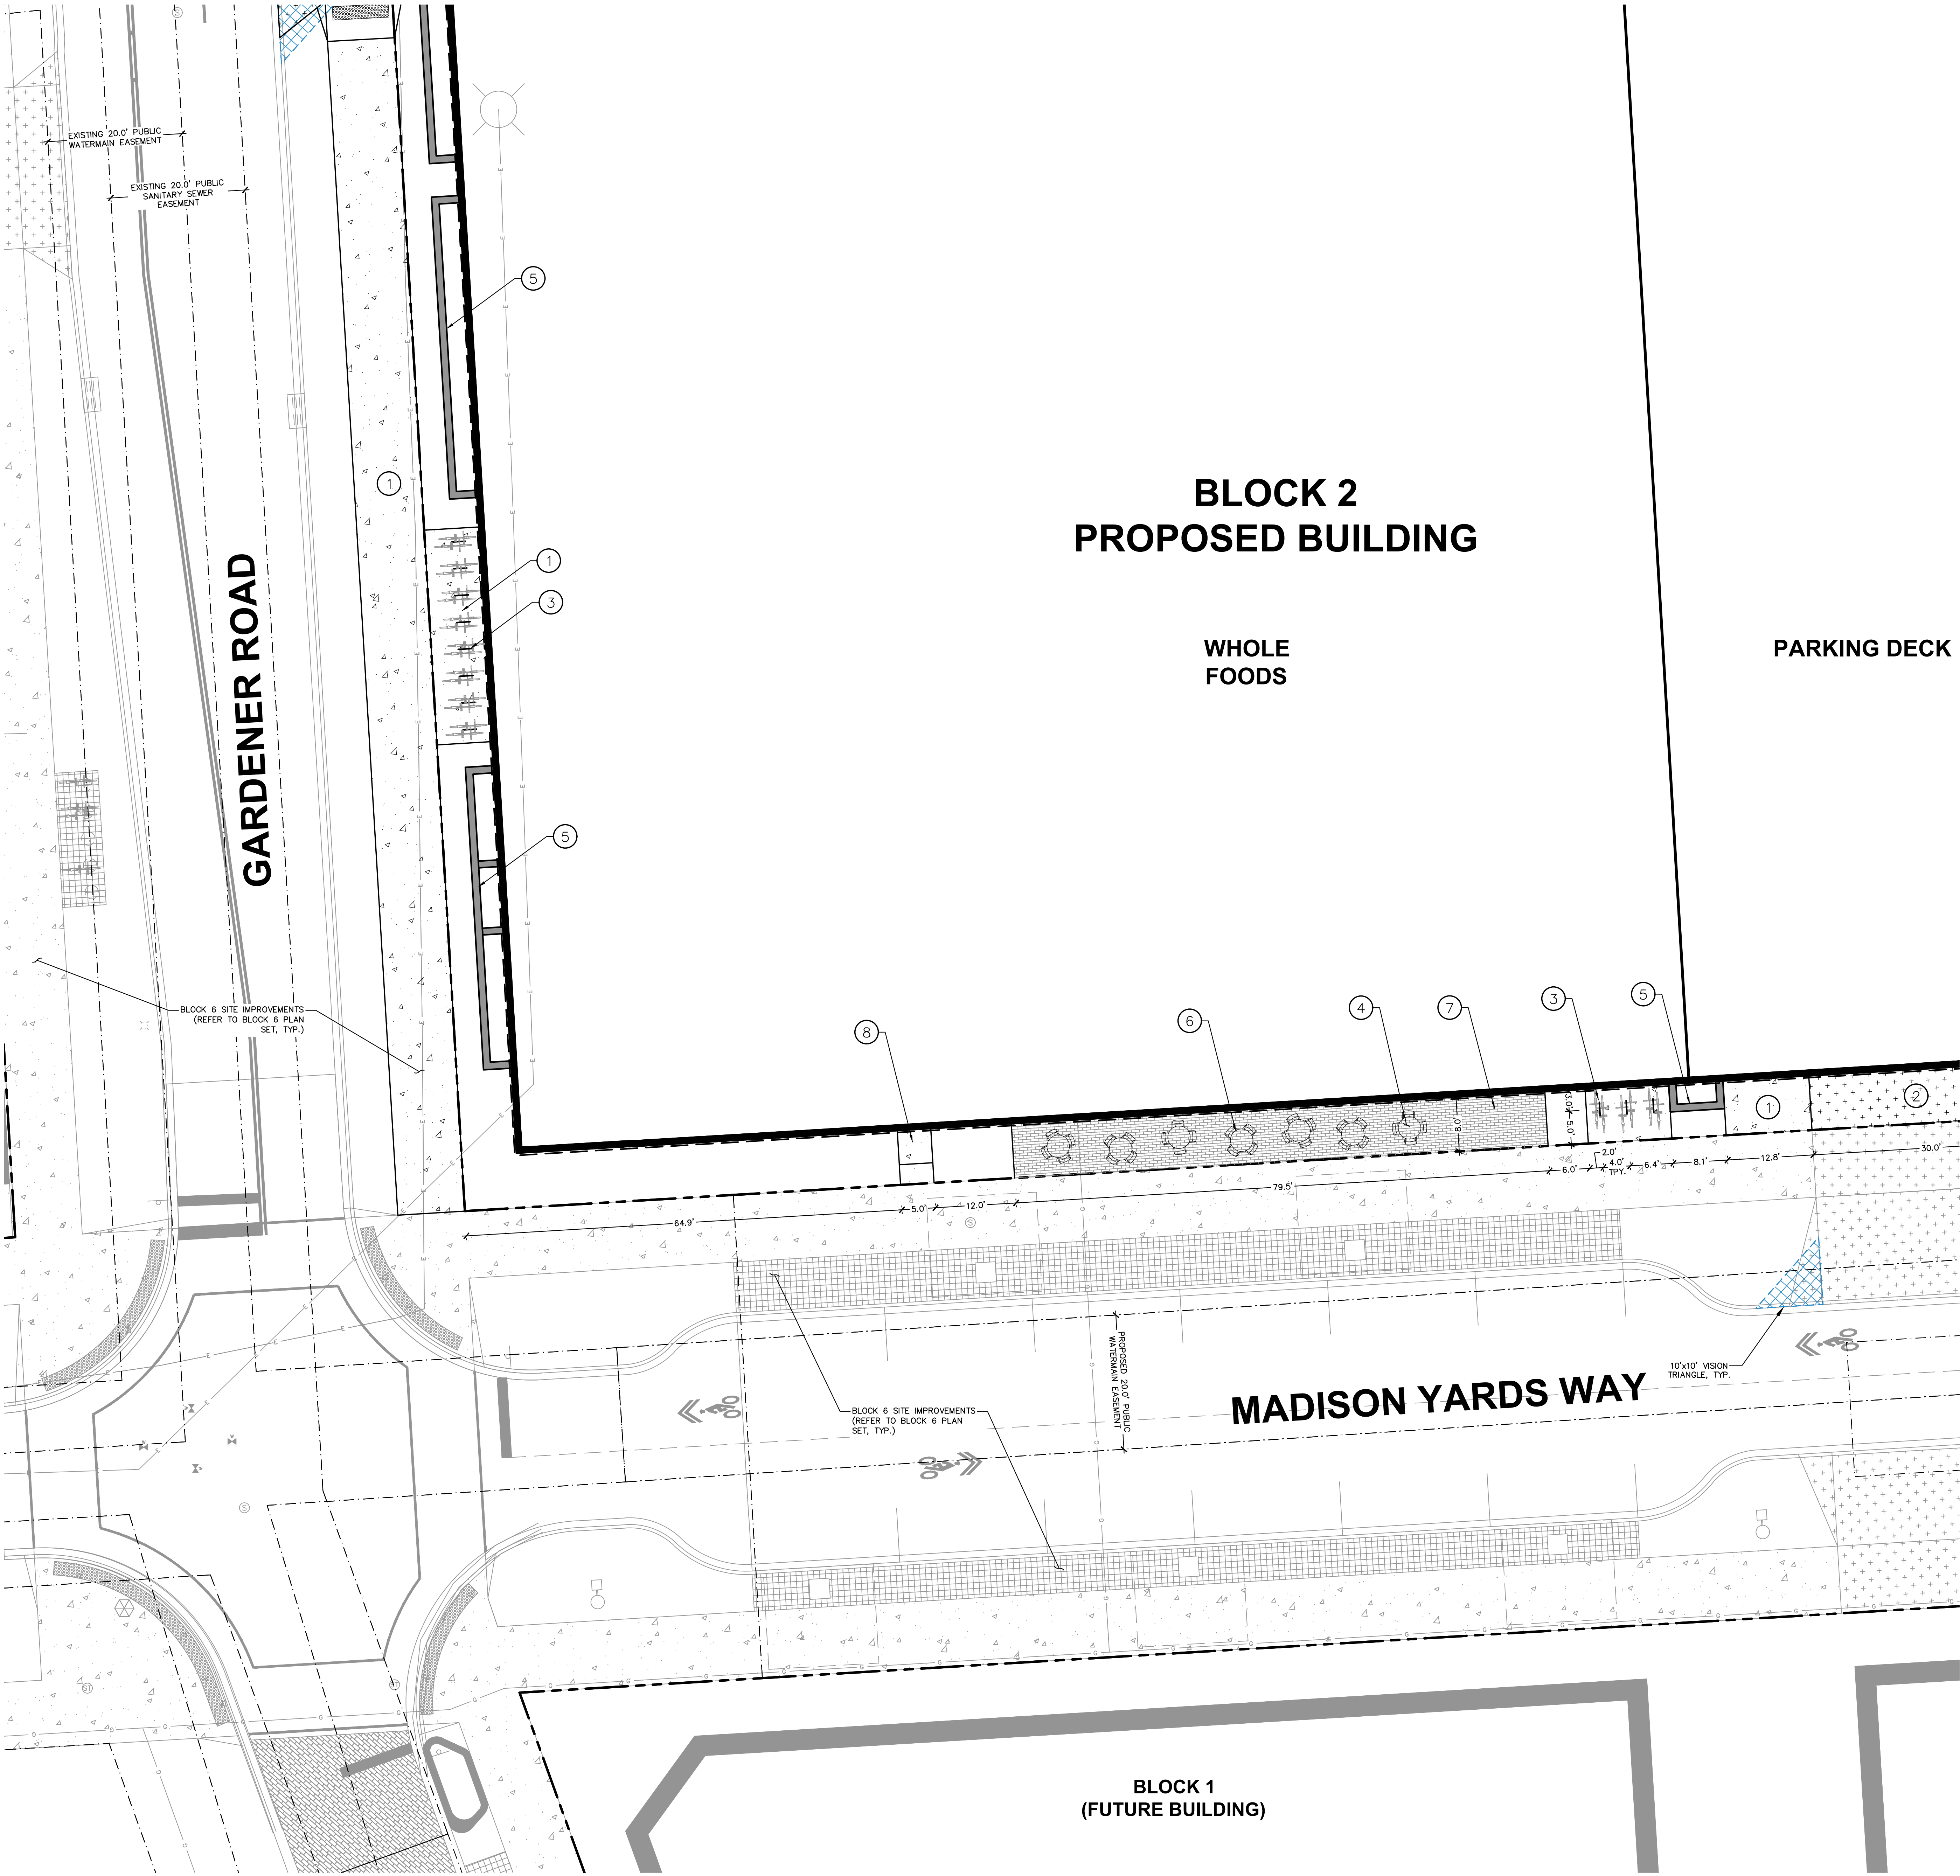 EXISTING 20.0' PUBLIC
WATERMAIN EASEMENT
EXISTING 20.0' PUBLIC
SANITARY SEWER
EASEMENT
5
BLOCK 2
PROPOSED BUILDING
1
1
3
WHOLE
FOODS
PARKING DECK
GARDENER ROAD
5
BLOCK 6 SITE IMPROVEMENTS
(REFER TO BLOCK 6 PLAN
SET, TYP.)
8
6
4
7
3
5
1
2
3.0'
5.0'
8.0'
64.9'
5.0'
12.0'
79.5'
6.0'
2.0'
4.0'
TPY.
6.4'
8.1'
12.8'
30.0'
PROPOSED 20.0' PUBLIC
WATERMAIN EASEMENT
10'x10' VISION
TRIANGLE, TYP.
MADISON YARDS WAY
BLOCK 6 SITE IMPROVEMENTS
(REFER TO BLOCK 6 PLAN
SET, TYP.)
BLOCK 1
(FUTURE BUILDING)